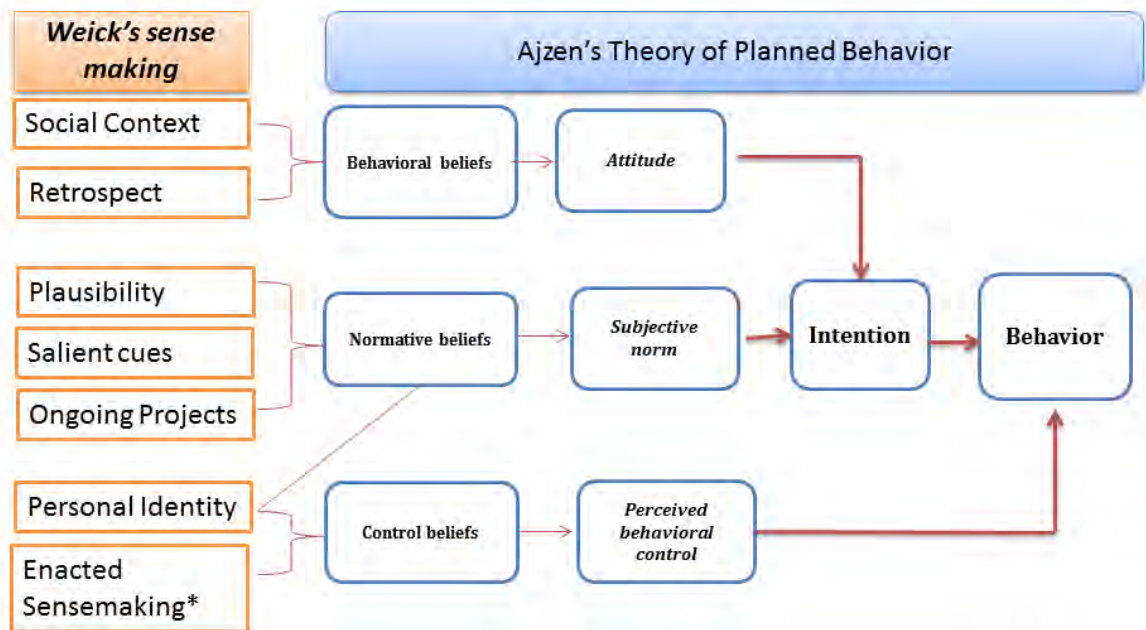 Weick's sense
making
Ajzen's Theory of Planned Behavior
Social Context
Retrospect
Behavioral beliefs
Attitude
Plausibility
Salient cues
Ongoing Projects
Normative beliefs
Subjective
norm
Intention
Behavior
Personal Identity
Enacted
Sensemaking*
Control beliefs
Perceived
behavioral
control